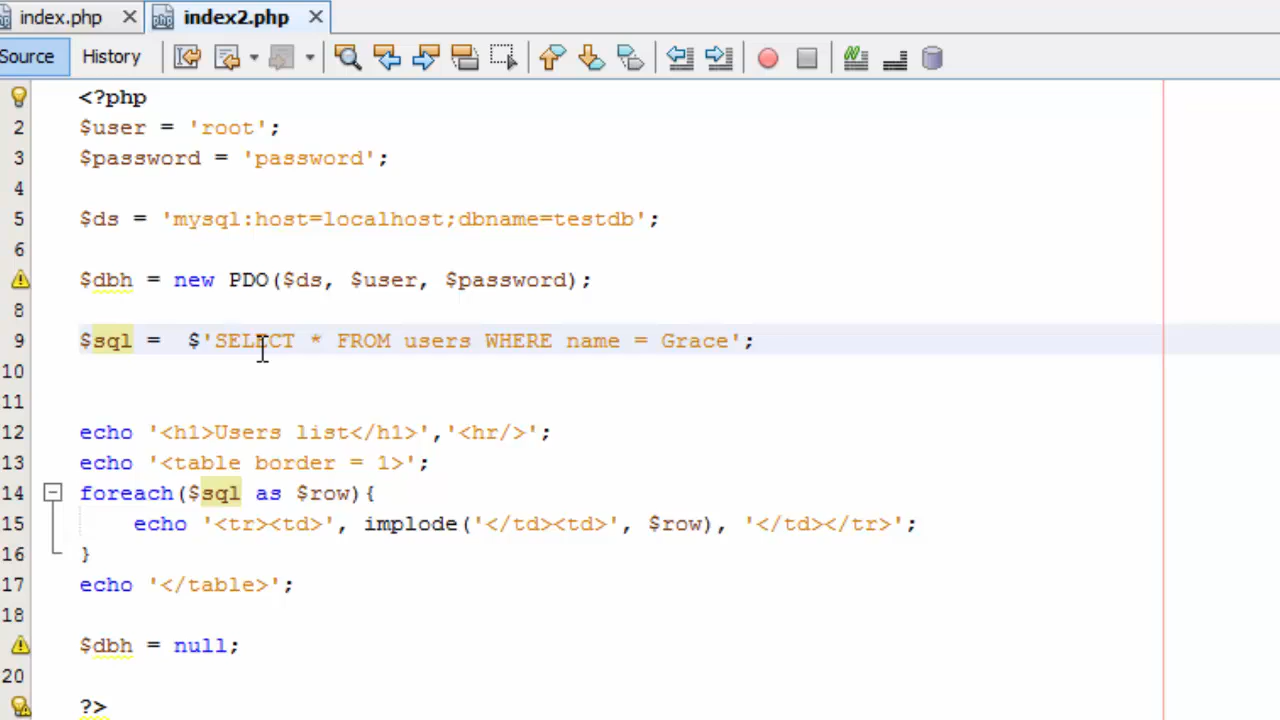 index.php index2.php
Source History
<?php
2 $user = 'root';
3 $password = 'password';
4
5 $ds = 'mysql:host=localhost;dbname=testdb';
6
$dbh = new PDO($ds, $user, $password);
8
9 $sql =  $'SELECT * FROM users WHERE name = Grace';
10
11
12 echo '<h1>Users list</h1>','<hr/>';
13 echo '<table border = 1>';
14 foreach($sql as $row){
15     echo '<tr><td>', implode('</td><td>', $row), '</td></tr>';
16 }
17 echo '</table>';
18
$dbh = null;
20
?>